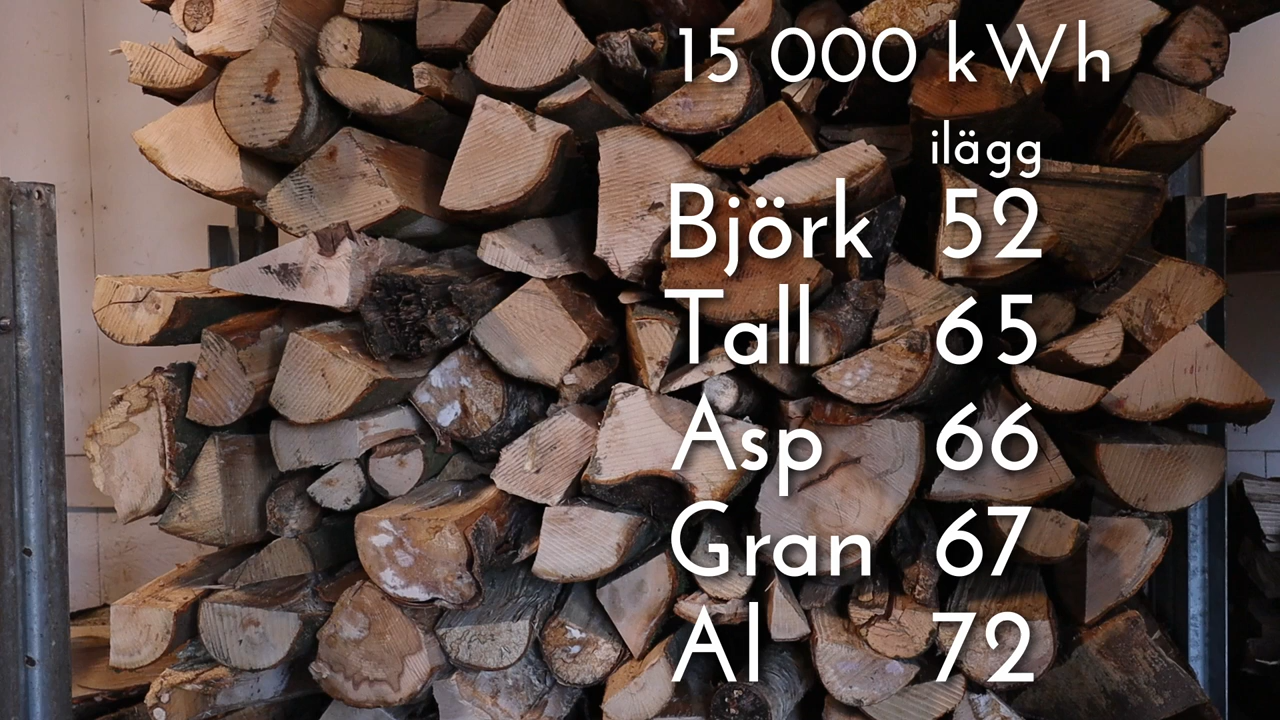 15 000 kWh
ilägg
Björk 52
Tall 65
Asp 66
Gran 67
Al 72